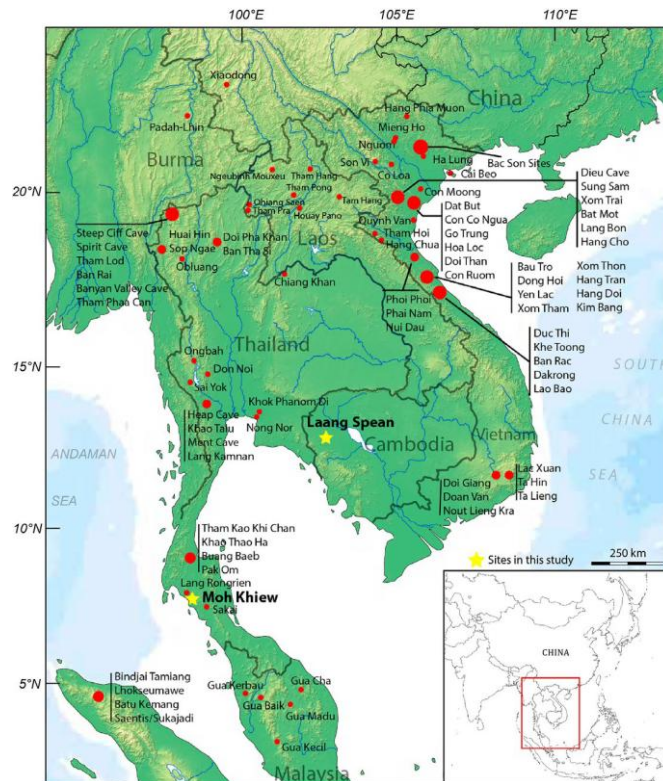 100°E
105°E
110°E
Xiaodong
Padah-Lhin
Burma
China
Hang Phia Muon
Mieng Ho
Nguom
Son Vi
Co Loa
Ha Lung
Cai Beo
Bac Son Sites
Ngeubinh Mouxeu
Tham Hang
Tham Pong
Tam Hang
Houay Pano
Tham Pra
20°N
Con Moong
Quynh Van
Tham Hoi
Hang Chua
Laos
Dieu Cave
Sung Sam
Xom Trai
Bat Mot
Lang Bon
Hang Cho
Dat But
Con Co Ngua
Go Trung
Hoa Loc
Doi Than
Con Ruom
Steep Cliff Cave
Spirit Cave
Tham Lod
Ban Rai
Banyan Valley Cave
Tham Phaa Can
Huai Hin
Sop Ngae
Obluang
Doi Pha Khan
Ban Tha Si
Chiang Khan
Phoi Phoi
Phai Nam
Nui Dau
Bau Tro
Dong Hoi
Yen Lac
Xom Tham
Xom Thon
Hang Tran
Hang Doi
Kim Bang
Duc Thi
Khe Toong
Ban Rac
Dakrong
Lao Bao
15°N
Thailand
Ongbah
Don Noi
Sai Yok
Heap Cave
Khao Talu
Ment Cave
Lang Kamnan
Khok Phanom Di
Nong Nor
Laang Spean
Cambodia
Vietnam
SOUTH
CHINA
SEA
ANDAMAN
SEA
Lac Xuan
Ta Hin
Ta Lieng
Doi Giang
Doan Van
Nout Lieng Kra
10°N
Tham Kao Khi Chan
Khao Thao Ha
Buang Baeb
Pak Om
Lang Rongrien
Moh Khiew
Sakai
Sites in this study
250 km
5°N
Bindjai Tamiang
Lhokseumawe
Batu Kemang
Saentis/Sukajadi
Gua Kerbau
Gua Cha
Gua Baik
Gua Madu
Gua Kecil
Malaysia
CHINA